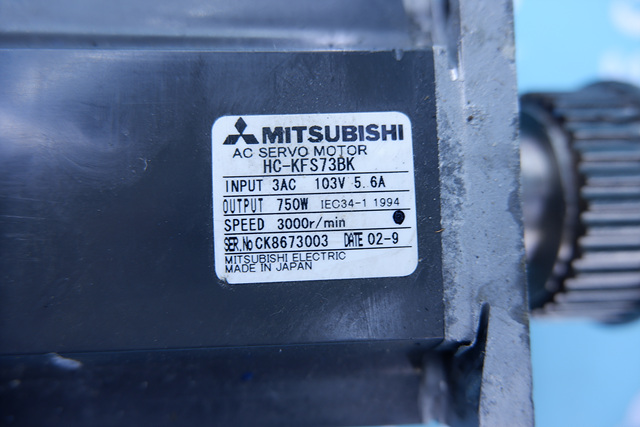 MITSUBISHI
AC SERVO MOTOR
HC-KFS73BK
INPUT 3AC 103V 5.6A
OUTPUT 750W IEC34-1 1994
SPEED 3000r/min
SER.No CK8673003 DATE 02-9
MITSUBISHI ELECTRIC
MADE IN JAPAN